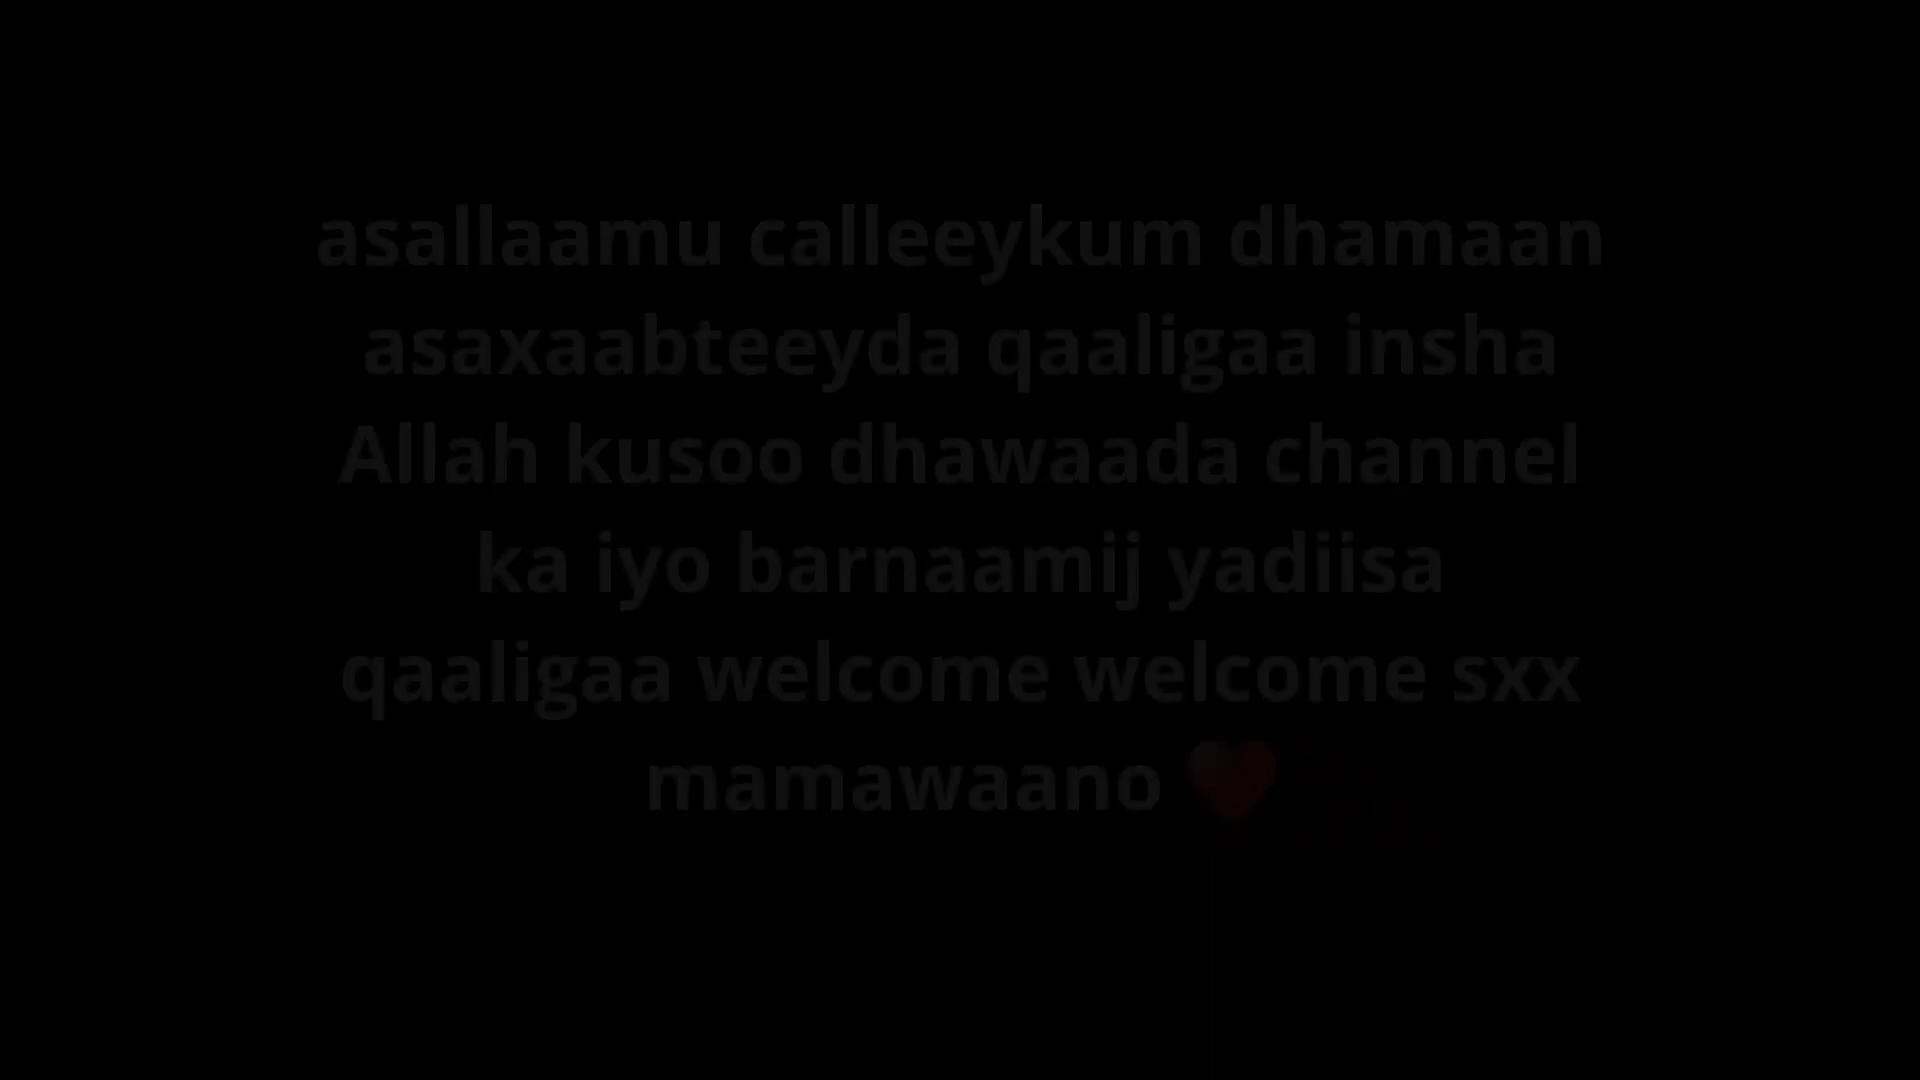 asallaamu calleeykum dhamaan
asaxaabteeyda qaaligaa insha
Allah kusoo dhawaada channel
ka iyo barnaamij yadiisa
qaaligaa welcome welcome sxx
mamawaano ❤️